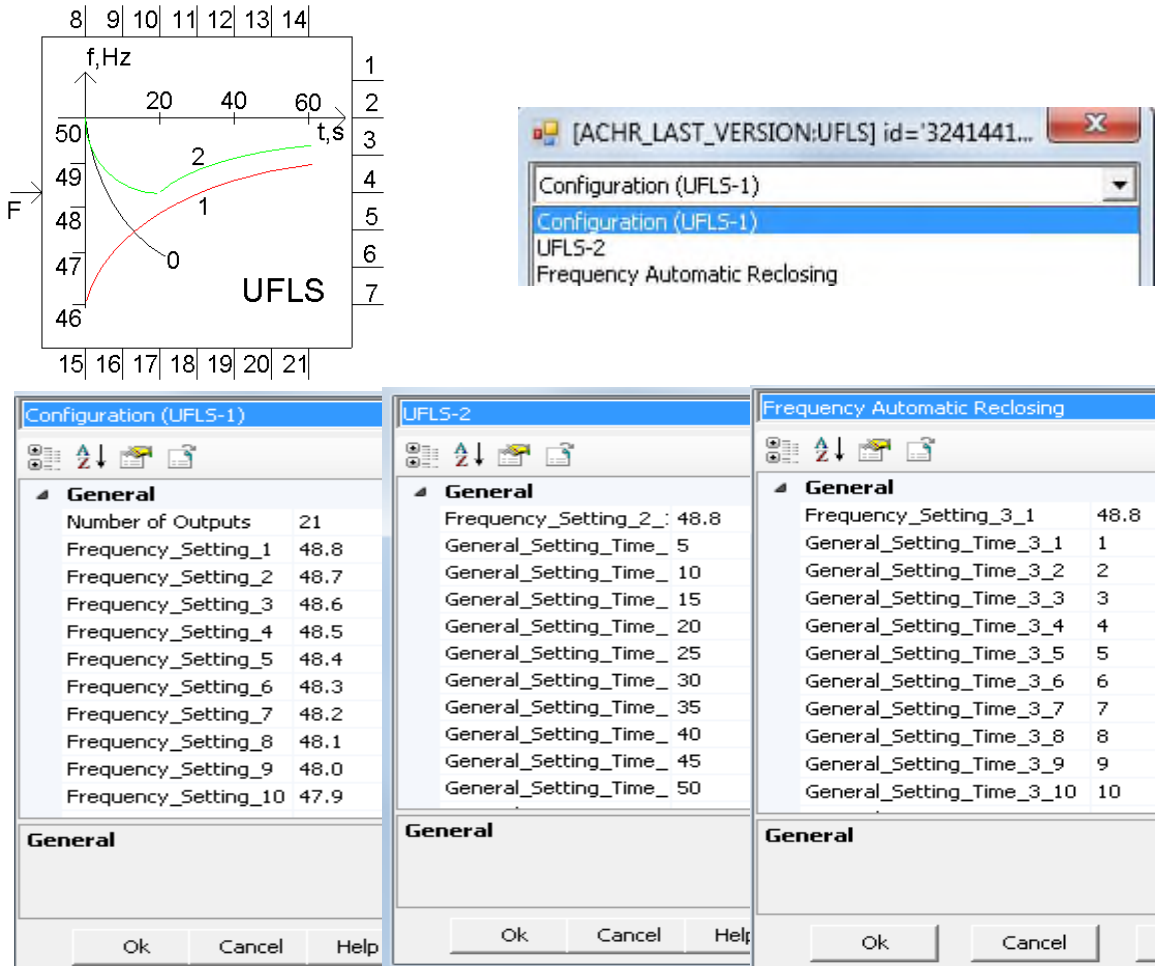 8 9 10 11 12 13 14
f,Hz
1
20 40 60
2
t,s
50
3
2
49
4
F
1
48
5
47
0
6
UFLS
7
46
15 16 17 18 19 20 21
[ACHR_LAST_VERSION:UFLS] id='3241441...
Configuration (UFLS-1)
Configuration (UFLS-1)
UFLS-2
Frequency Automatic Reclosing
Configuration (UFLS-1)
General
Number of Outputs 21
Frequency_Setting_1 48.8
Frequency_Setting_2 48.7
Frequency_Setting_3 48.6
Frequency_Setting_4 48.5
Frequency_Setting_5 48.4
Frequency_Setting_6 48.3
Frequency_Setting_7 48.2
Frequency_Setting_8 48.1
Frequency_Setting_9 48.0
Frequency_Setting_10 47.9
General
Ok Cancel Help
UFLS-2
General
Frequency_Setting_2_ 48.8
General_Setting_Time_ 5
General_Setting_Time_ 10
General_Setting_Time_ 15
General_Setting_Time_ 20
General_Setting_Time_ 25
General_Setting_Time_ 30
General_Setting_Time_ 35
General_Setting_Time_ 40
General_Setting_Time_ 45
General_Setting_Time_ 50
General
Ok Cancel Help
Frequency Automatic Reclosing
General
Frequency_Setting_3_1 48.8
General_Setting_Time_3_1 1
General_Setting_Time_3_2 2
General_Setting_Time_3_3 3
General_Setting_Time_3_4 4
General_Setting_Time_3_5 5
General_Setting_Time_3_6 6
General_Setting_Time_3_7 7
General_Setting_Time_3_8 8
General_Setting_Time_3_9 9
General_Setting_Time_3_10 10
General
Ok Cancel